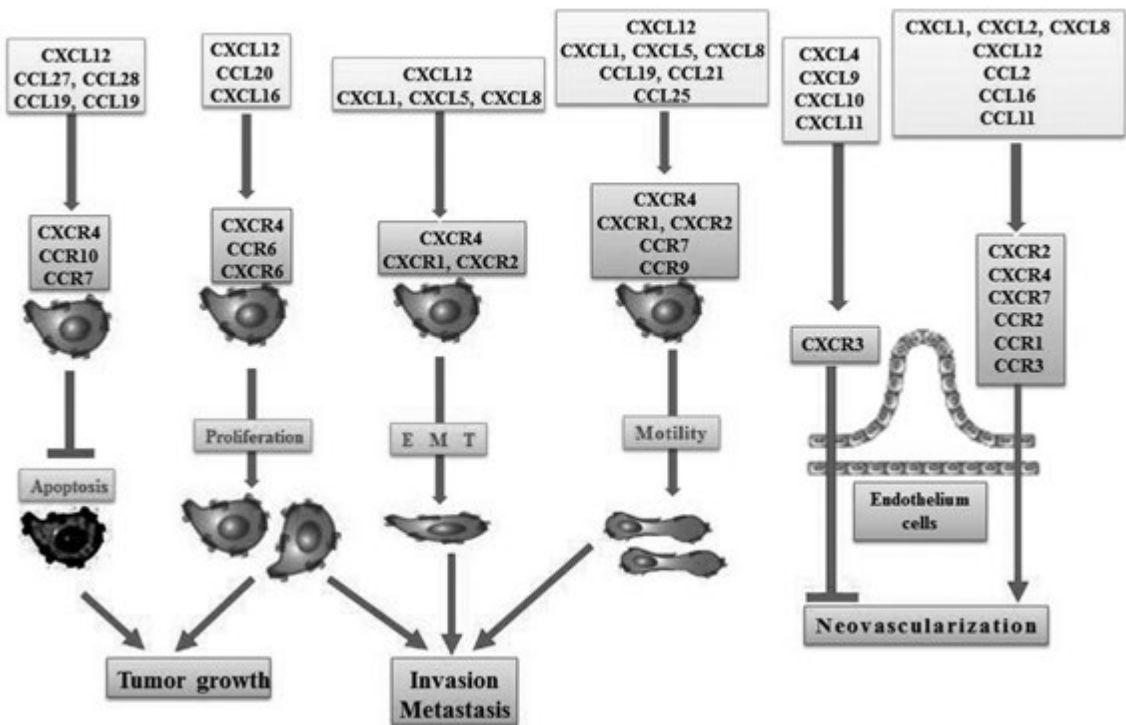 CXCL12
CCL27, CCL28
CCL19, CCL19
CXCR4
CCR10
CCR7
Apoptosis
CXCL12
CCL20
CXCL16
CXCR4
CCR6
CXCR6
Proliferation
Tumor growth
CXCL12
CXCL1, CXCL5, CXCL8
CXCR4
CXCR1, CXCR2
E M T
CXCL12
CXCL1, CXCL5, CXCL8
CCL19, CCL21
CCL25
CXCR4
CXCR1, CXCR2
CCR7
CCR9
Motility
Invasion
Metastasis
CXCL4
CXCL9
CXCL10
CXCL11
CXCR3
CXCL1, CXCL2, CXCL8
CXCL12
CCL2
CCL16
CCL11
CXCR2
CXCR4
CXCR7
CCR2
CCR1
CCR3
Endothelium
cells
Neovascularization